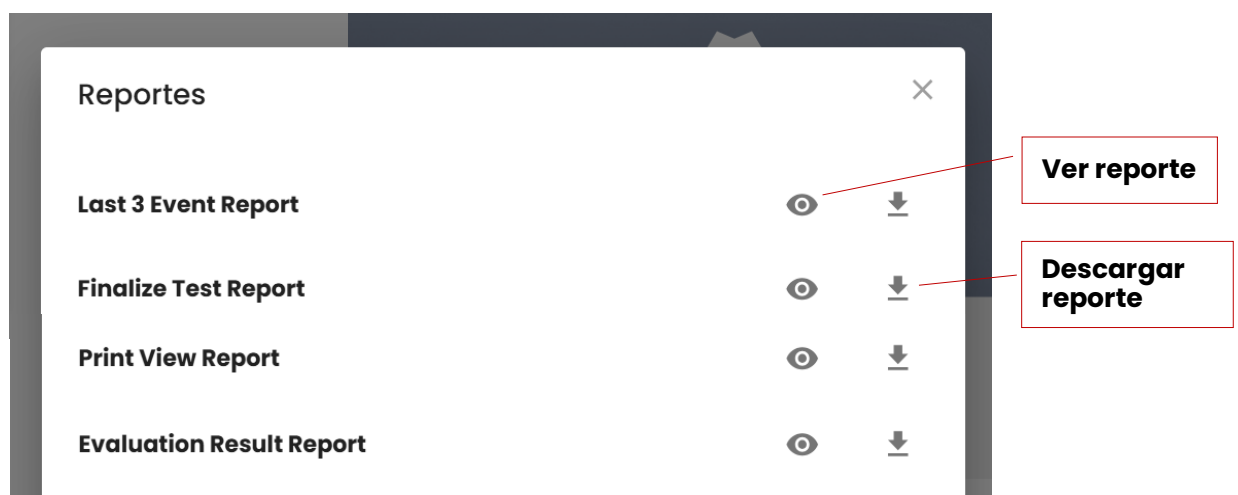 Reportes
Ver reporte
Last 3 Event Report
Descargar
reporte
Finalize Test Report
Print View Report
Evaluation Result Report